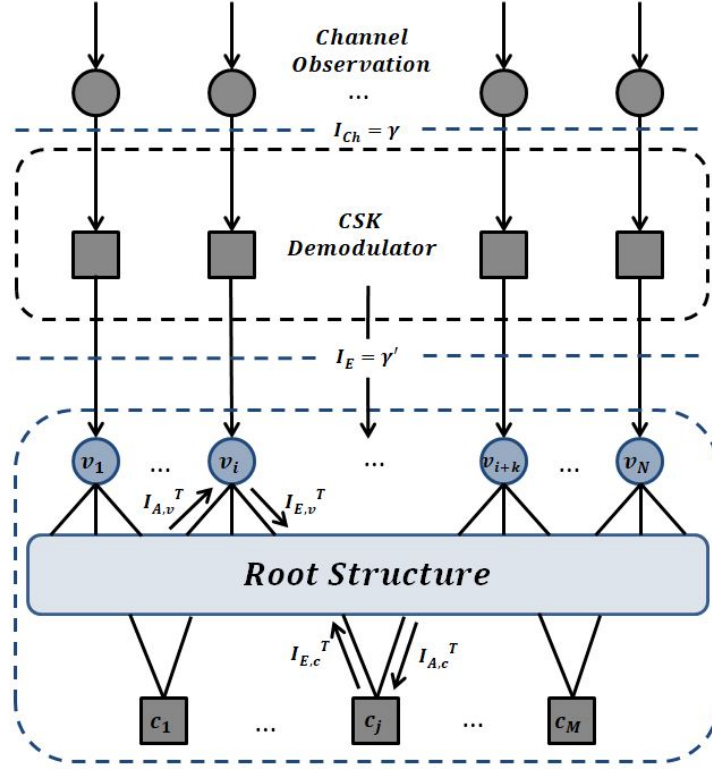 Channel
Observation
...
I_Ch = γ
CSK
Demodulator
I_E = γ'
v_1 ... v_i ... v_{i+k} ... v_N
I_{A,v}^T I_{E,v}^T
Root Structure
I_{E,c}^T I_{A,c}^T
c_1 ... c_j ... c_M